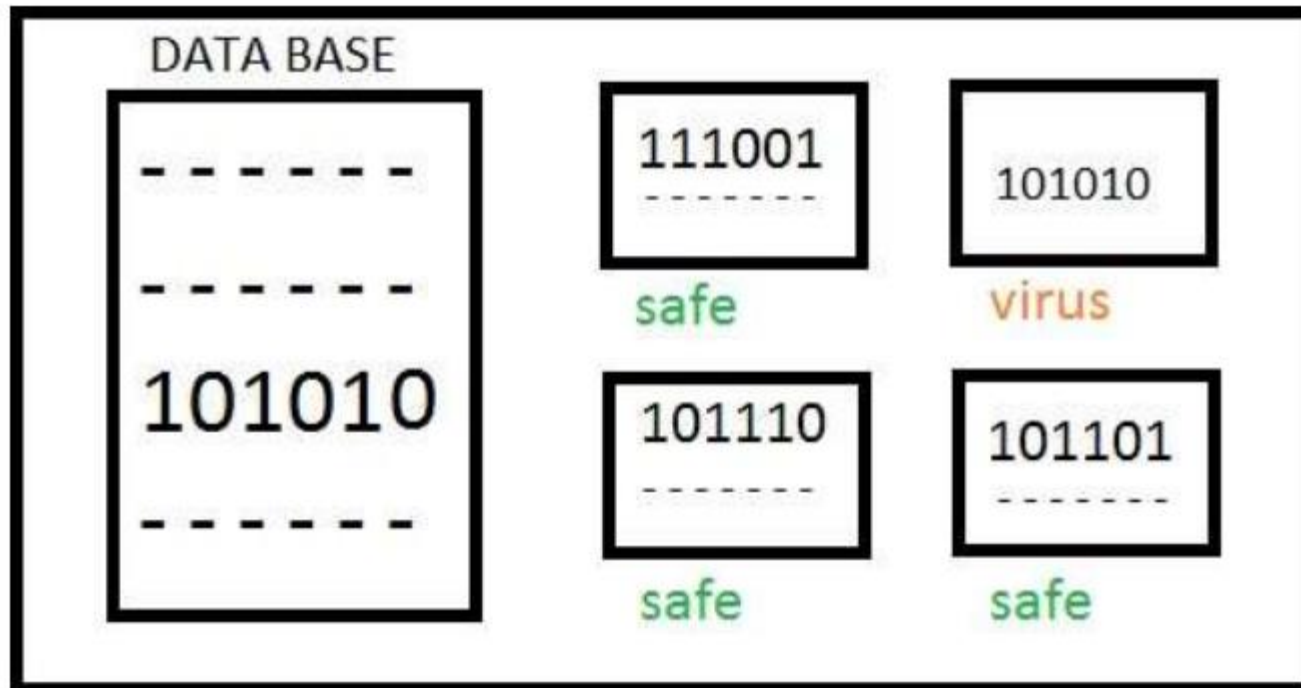 DATA BASE
- - - - - -
- - - - - -
101010
- - - - - -
111001
- - - - - - -
safe
101010
virus
101110
- - - - - - -
safe
101101
- - - - - - -
safe